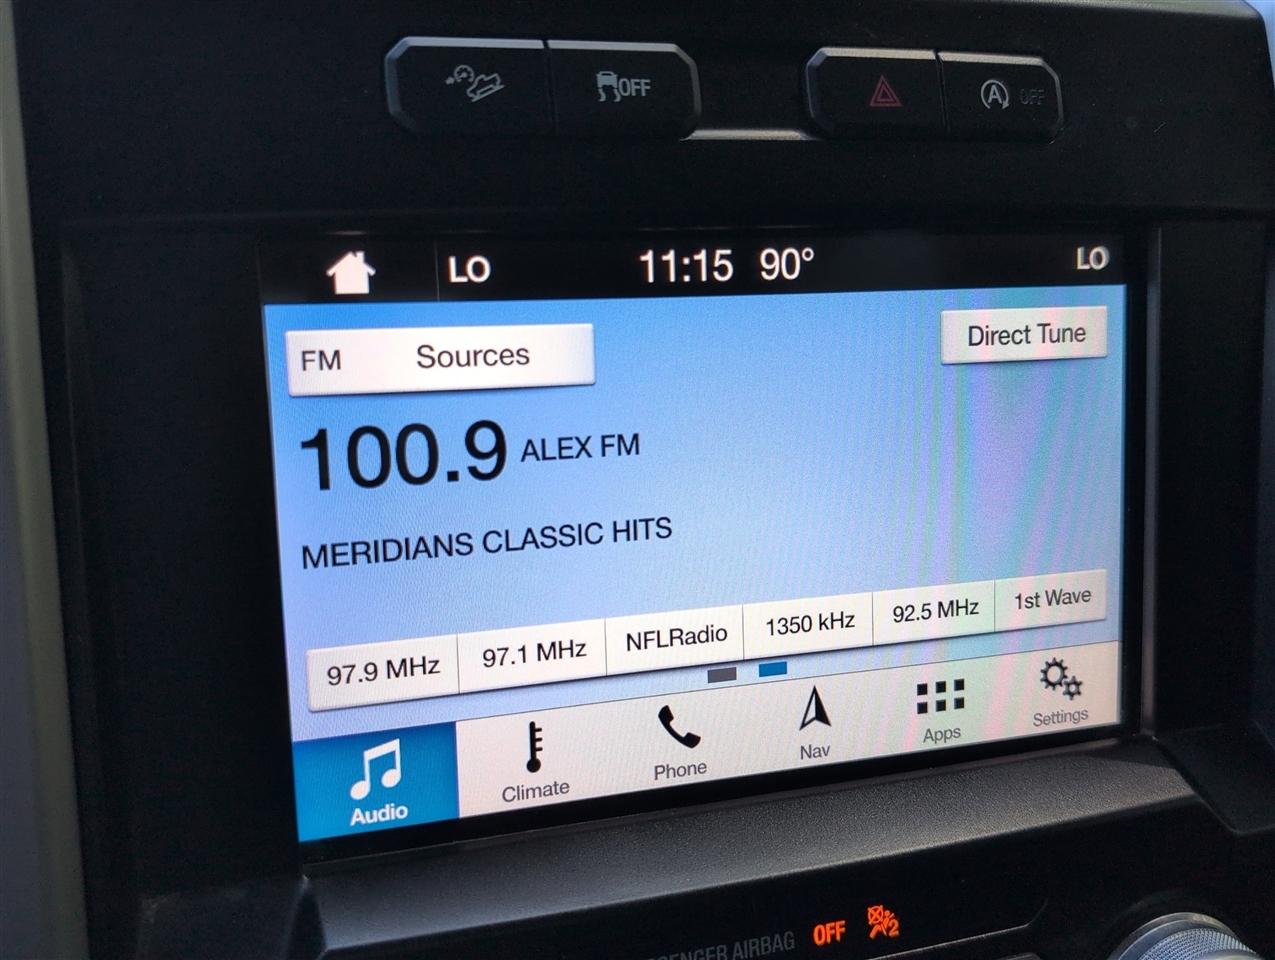 OFF
A OFF
LO 11:15 90° LO
FM Sources Direct Tune
100.9 ALEX FM
MERIDIANS CLASSIC HITS
97.9 MHz 97.1 MHz NFLRadio 1350 kHz 92.5 MHz 1st Wave
Audio Climate Phone Nav Apps Settings
AIRBAG OFF 2